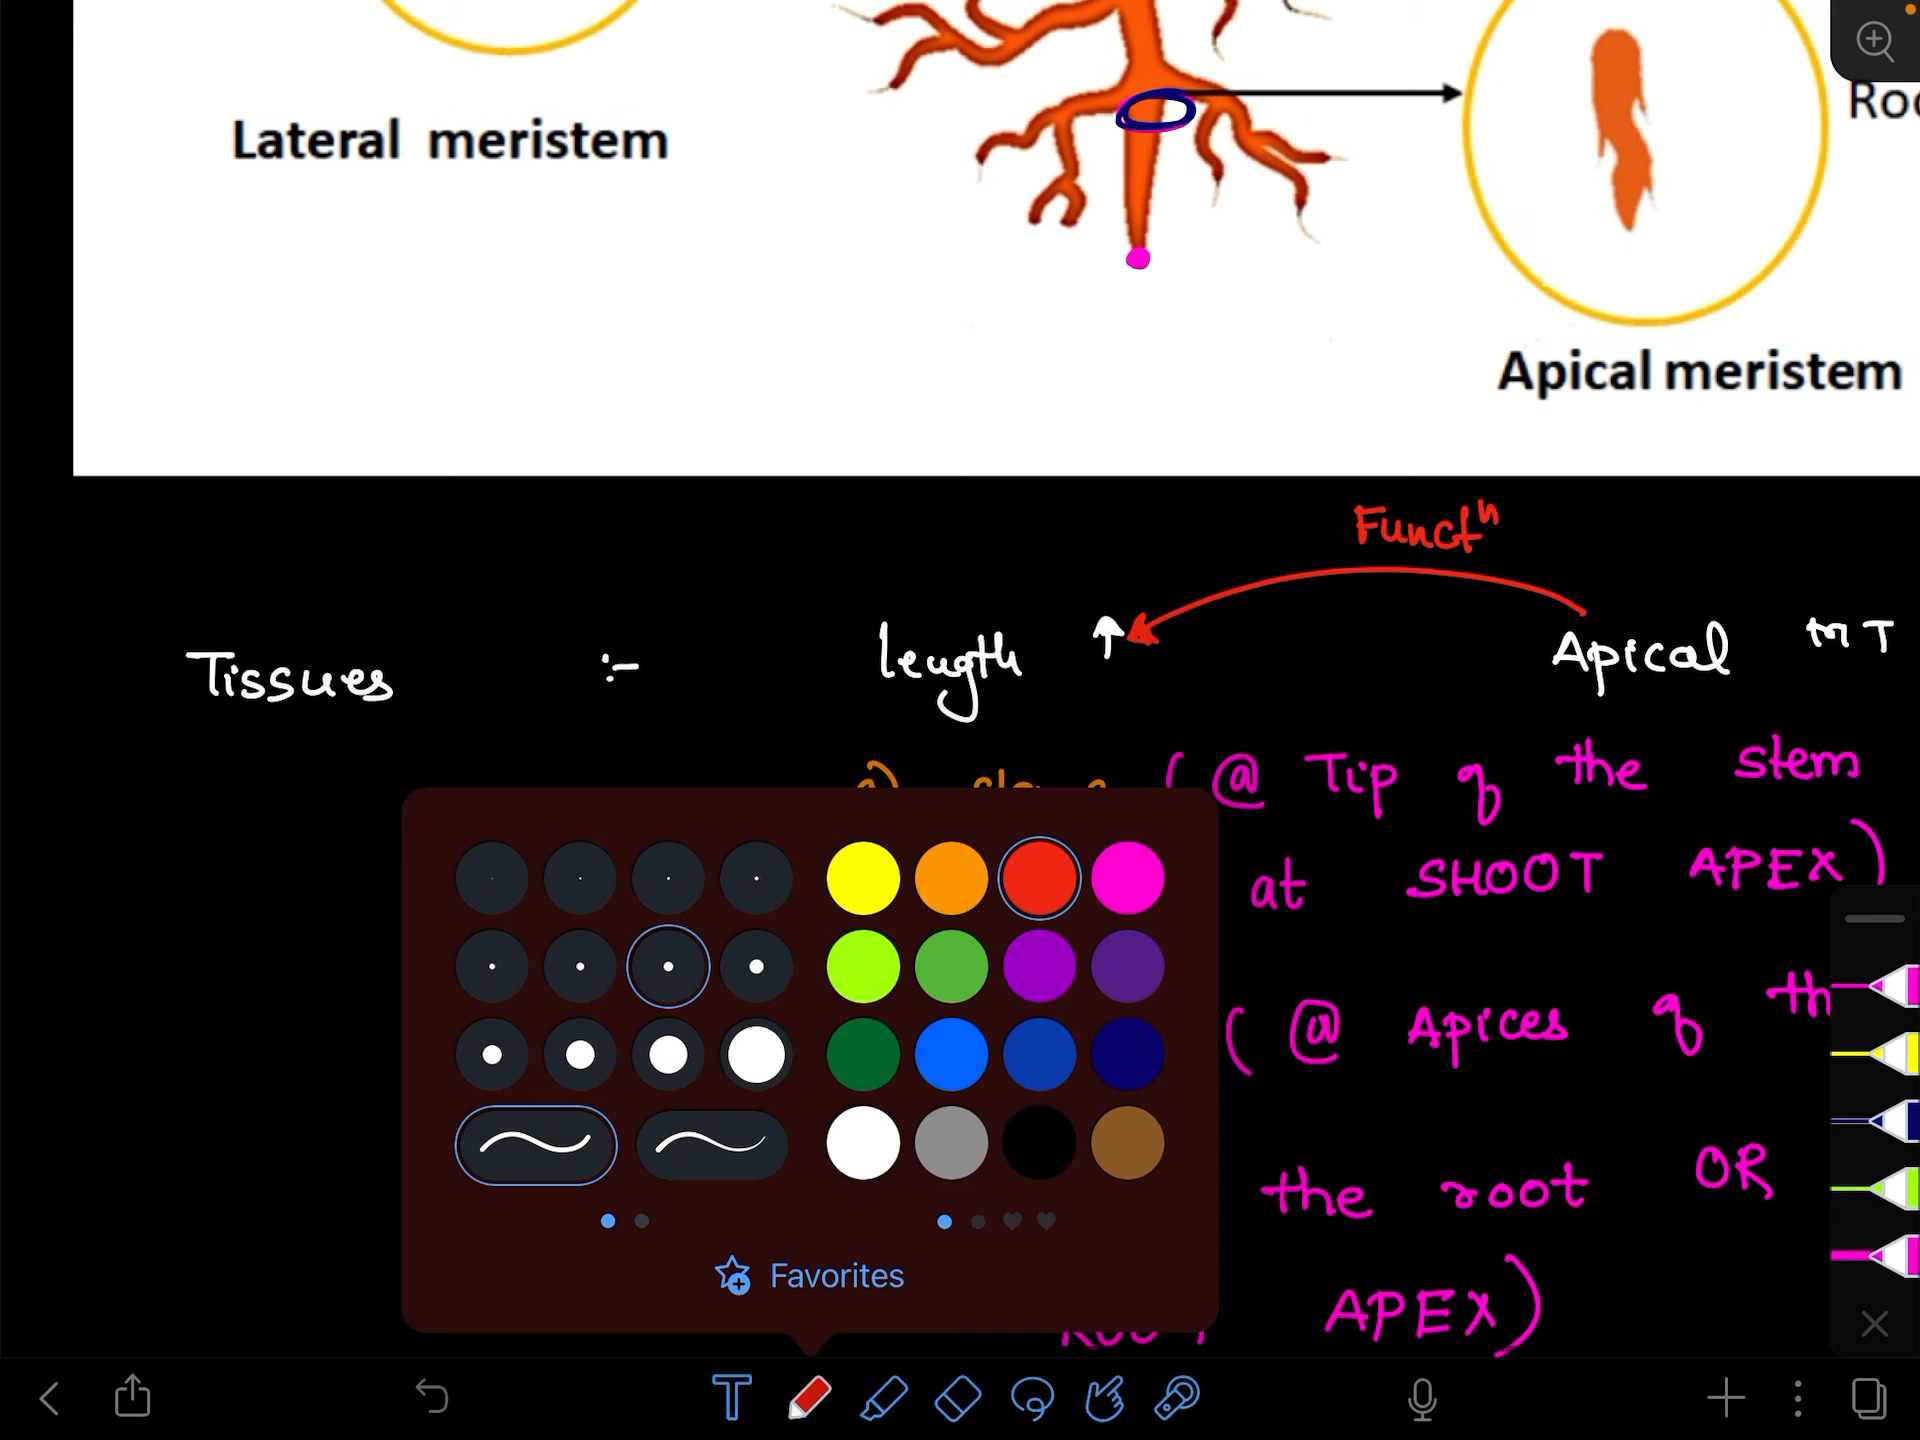 Roo
Lateral meristem
Apical meristem
Functⁿ
Tissues :- length ↑ Apical MT
( @ Tip of the stem
at SHOOT APEX)
( @ Apices of th
the root OR
APEX)
Favorites
T